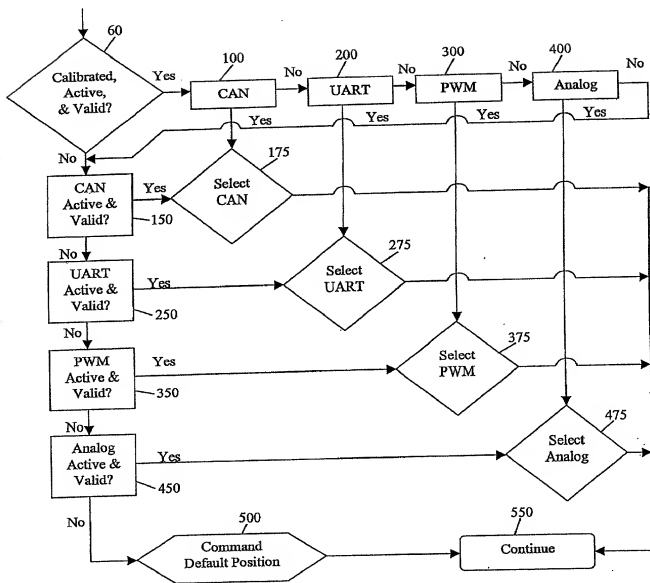 60
100
200
300
400
Calibrated,
Active,
& Valid?
Yes
CAN
No
UART
No
PWM
No
Analog
No
Yes
Yes
Yes
Yes
No
175
CAN
Active &
Valid?
150
Yes
Select
CAN
No
275
UART
Active &
Valid?
250
Yes
Select
UART
No
375
PWM
Active &
Valid?
350
Yes
Select
PWM
No
475
Analog
Active &
Valid?
450
Yes
Select
Analog
No
500
Command
Default Position
550
Continue